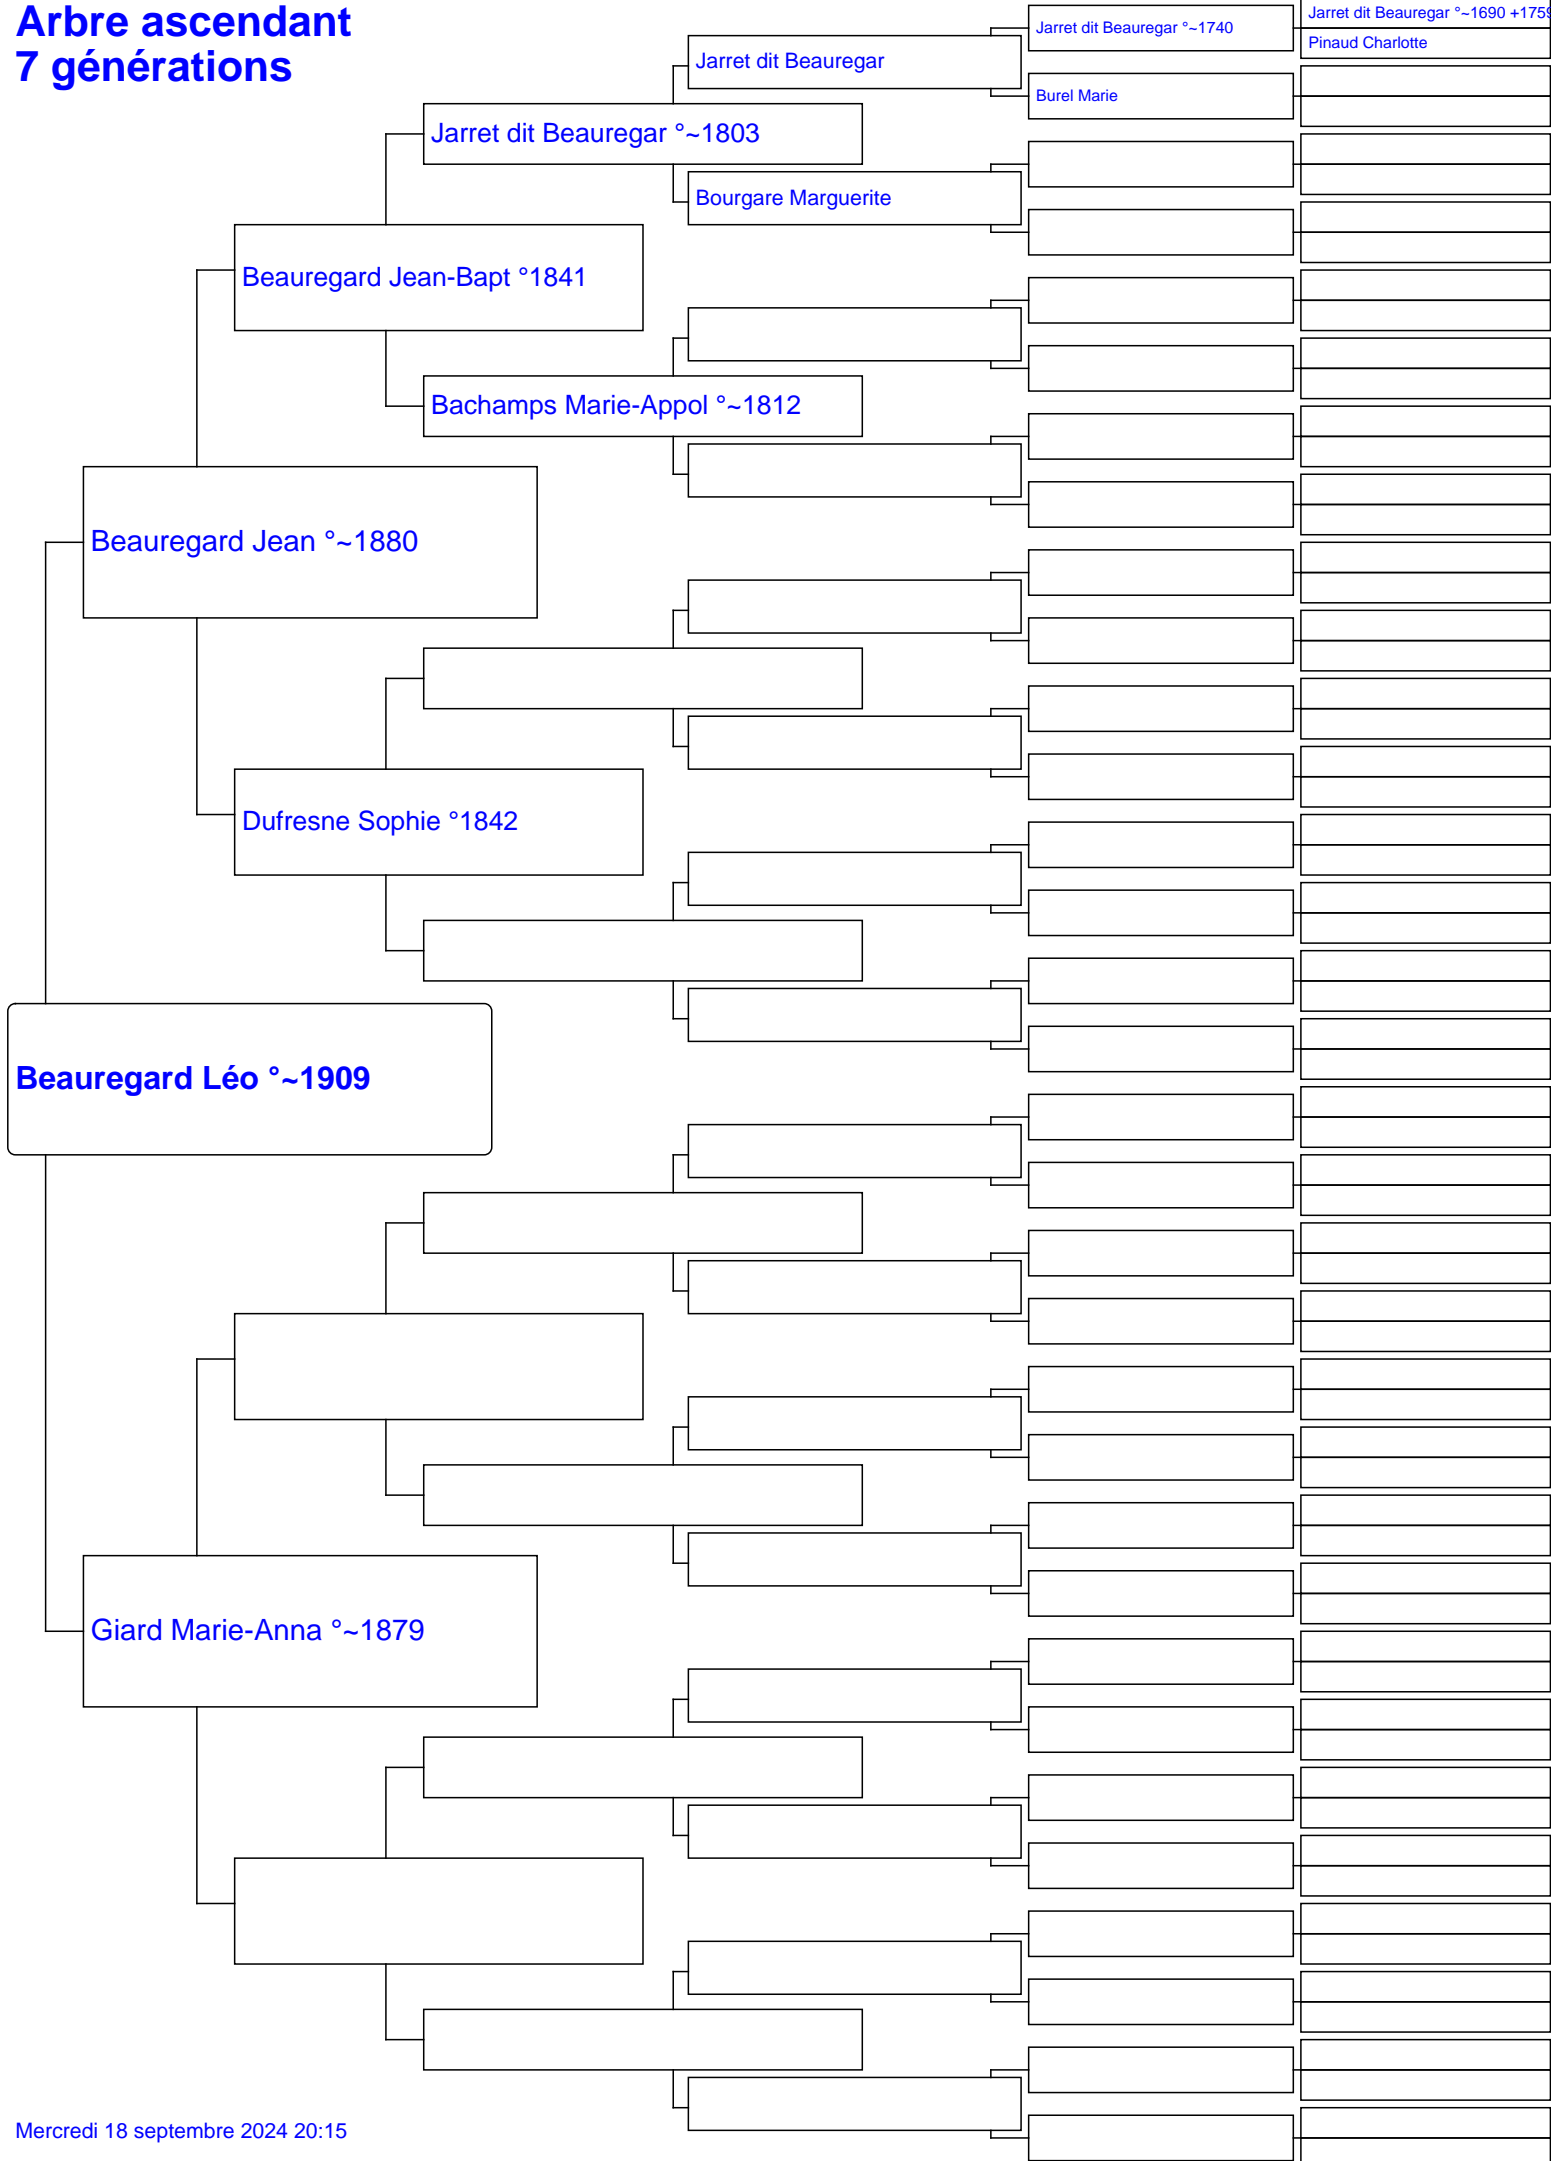 Arbre ascendant
7 générations
Jarret dit Beauregar °~1690 +1759
Pinaud Charlotte
Jarret dit Beauregar °~1740
Burel Marie
Jarret dit Beauregar
Bourgare Marguerite
Jarret dit Beauregar °~1803
Beauregard Jean-Bapt °1841
Bachamps Marie-Appol °~1812
Beauregard Jean °~1880
Dufresne Sophie °1842
Beauregard Léo °~1909
Giard Marie-Anna °~1879
Mercredi 18 septembre 2024 20:15